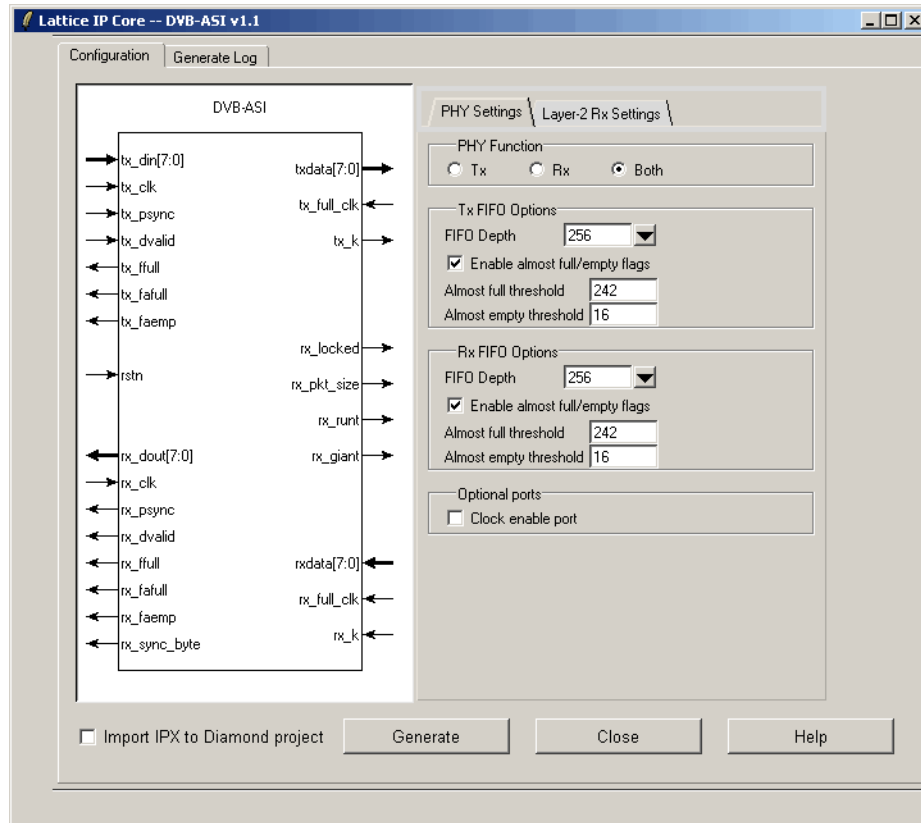 Lattice IP Core -- DVB-ASI v1.1
Configuration
Generate Log
DVB-ASI
tx_din[7:0]
tx_clk
tx_psync
tx_dvalid
tx_ffull
tx_fafull
tx_faemp
rstn
rx_dout[7:0]
rx_clk
rx_psync
rx_dvalid
rx_ffull
rx_fafull
rx_faemp
rx_sync_byte
txdata[7:0]
tx_full_clk
tx_k
rx_locked
rx_pkt_size
rx_runt
rx_giant
rxdata[7:0]
rx_full_clk
rx_k
PHY Settings
Layer-2 Rx Settings
PHY Function
Tx Rx Both
Tx FIFO Options
FIFO Depth 256
Enable almost full/empty flags
Almost full threshold 242
Almost empty threshold 16
Rx FIFO Options
FIFO Depth 256
Enable almost full/empty flags
Almost full threshold 242
Almost empty threshold 16
Optional ports
Clock enable port
Import IPX to Diamond project
Generate
Close
Help